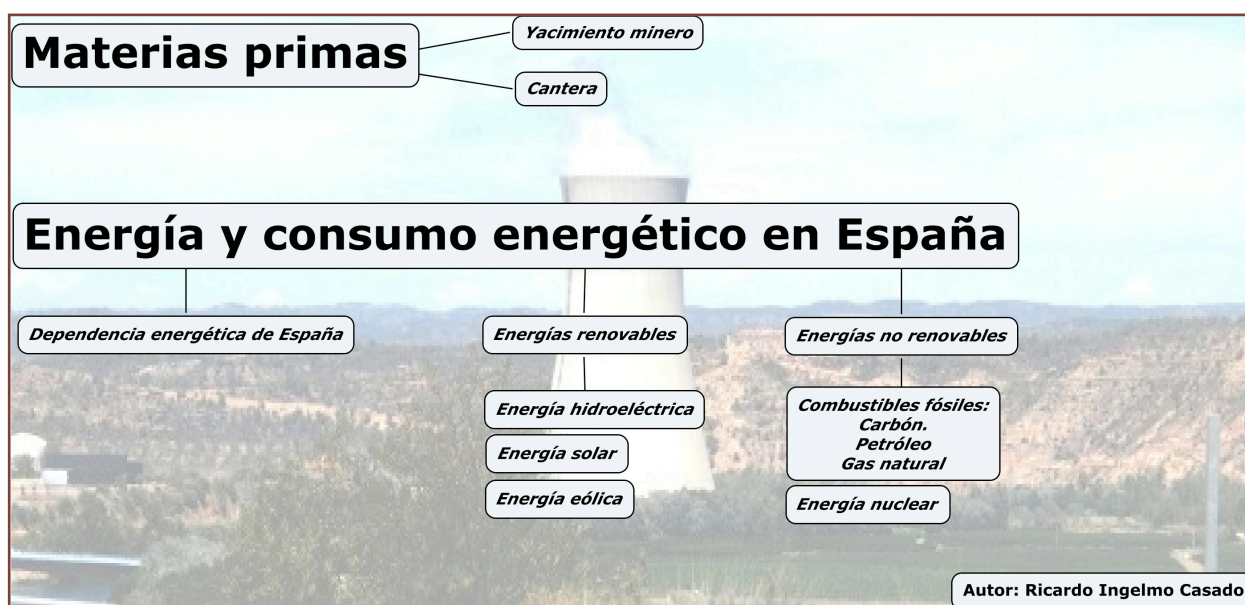 Materias primas
Yacimiento minero
Cantera
Energía y consumo energético en España
Dependencia energética de España
Energías renovables
Energías no renovables
Energía hidroeléctrica
Energía solar
Energía eólica
Combustibles fósiles:
Carbón.
Petróleo
Gas natural
Energía nuclear
Autor: Ricardo Ingelmo Casado